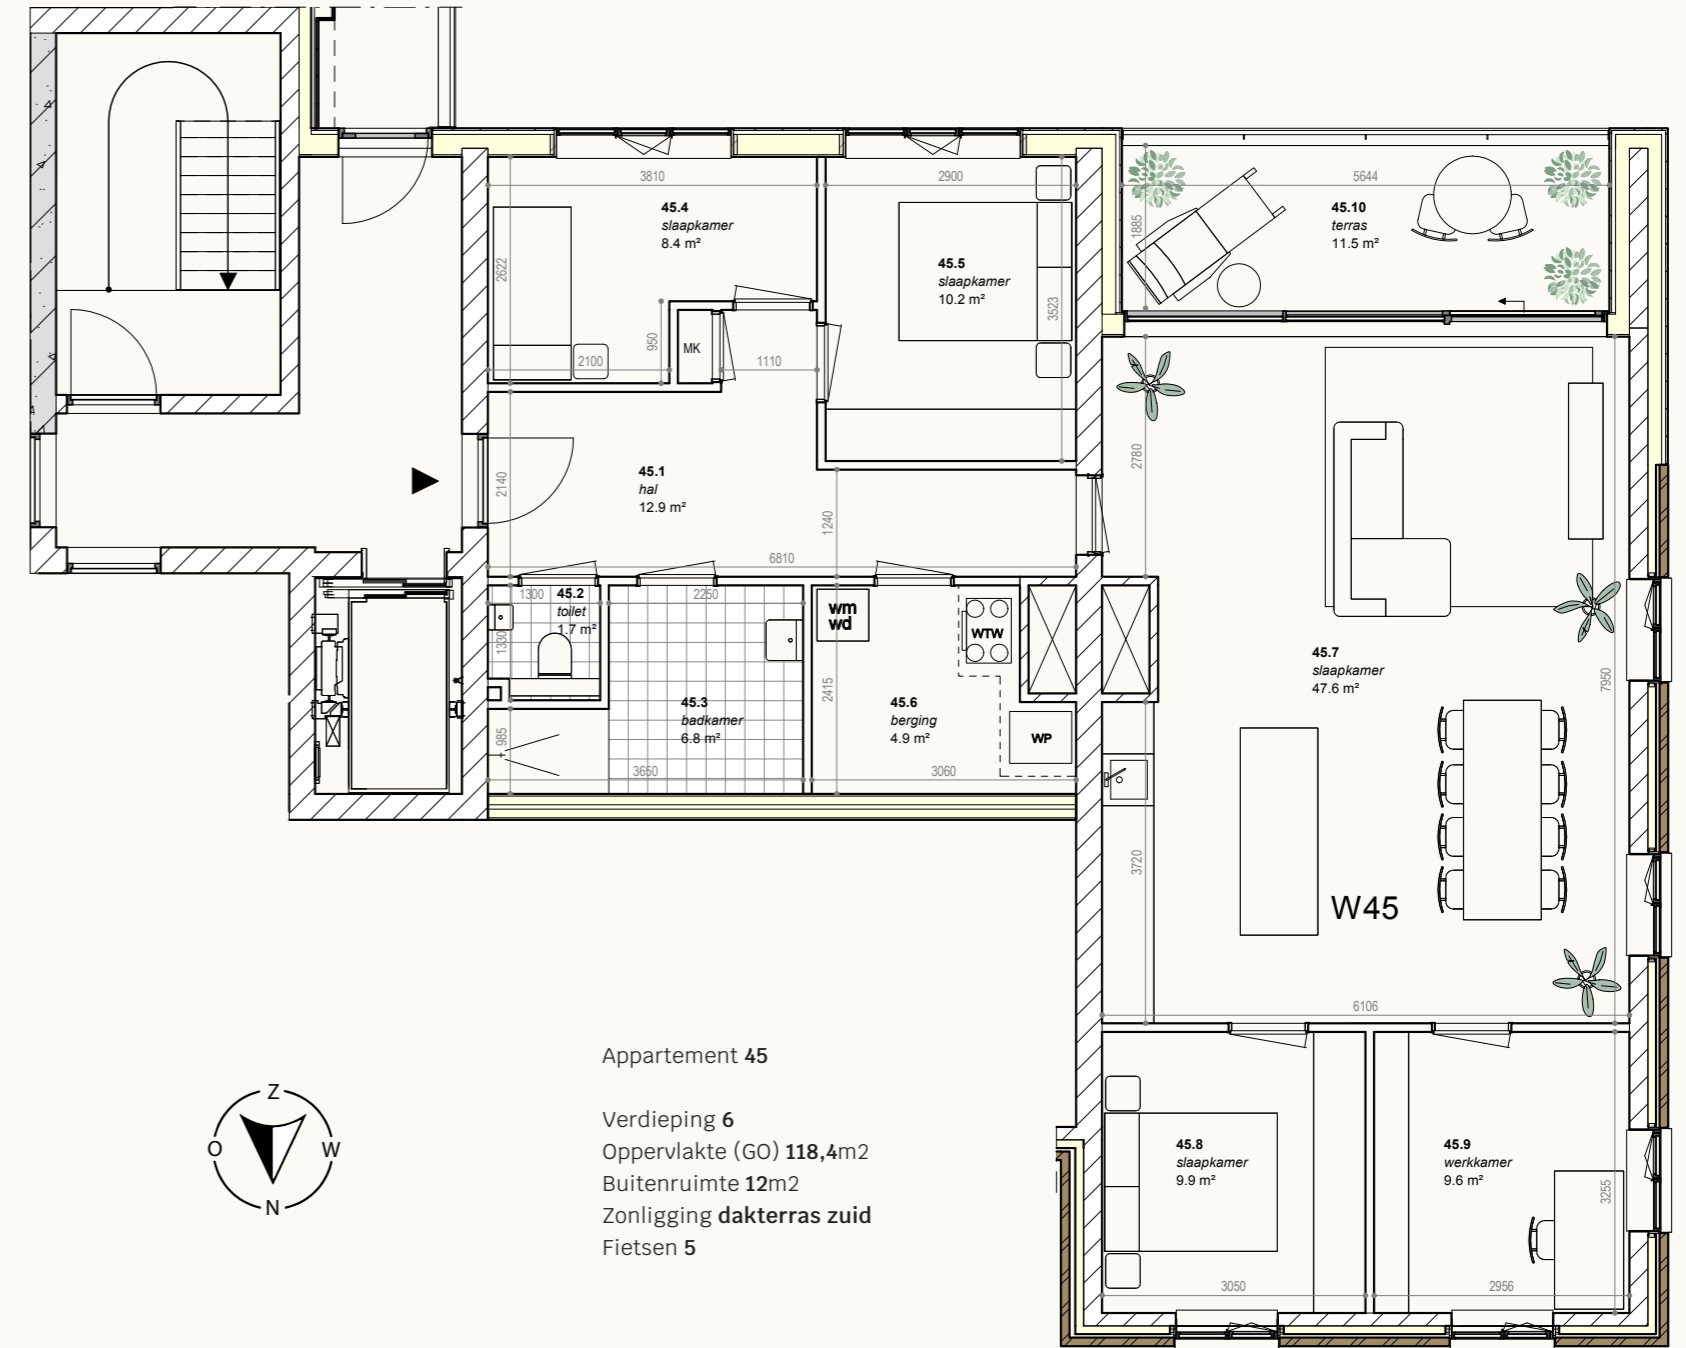 3810
2900
5644
45.4
slaapkamer
8.4 m²
45.10
terras
11.5 m²
1885
2622
45.5
slaapkamer
10.2 m²
3523
950
MK
2100
1110
2780
45.1
hal
12.9 m²
2140
1240
6810
1300
45.2
toilet
1.7 m²
1330
2250
wm
wd
WTW
45.7
slaapkamer
47.6 m²
7950
2415
45.3
badkamer
6.8 m²
45.6
berging
4.9 m²
WP
985
3650
3060
3720
W45
6106
Appartement 45
Verdieping 6
Oppervlakte (GO) 118,4m2
Buitenruimte 12m2
Zonligging dakterras zuid
Fietsen 5
Z
O
W
N
45.8
slaapkamer
9.9 m²
45.9
werkkamer
9.6 m²
3255
3050
2956